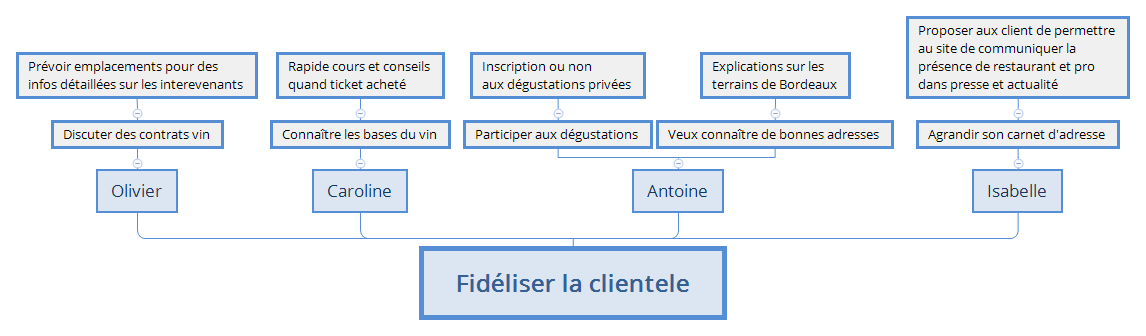 Prévoir emplacements pour des
infos détaillées sur les interevenants
Rapide cours et conseils
quand ticket acheté
Inscription ou non
aux dégustations privées
Explications sur les
terrains de Bordeaux
Proposer aux client de permettre
au site de communiquer la
présence de restaurant et pro
dans presse et actualité
Discuter des contrats vin
Connaître les bases du vin
Participer aux dégustations
Veux connaître de bonnes adresses
Agrandir son carnet d'adresse
Olivier
Caroline
Antoine
Isabelle
Fidéliser la clientele